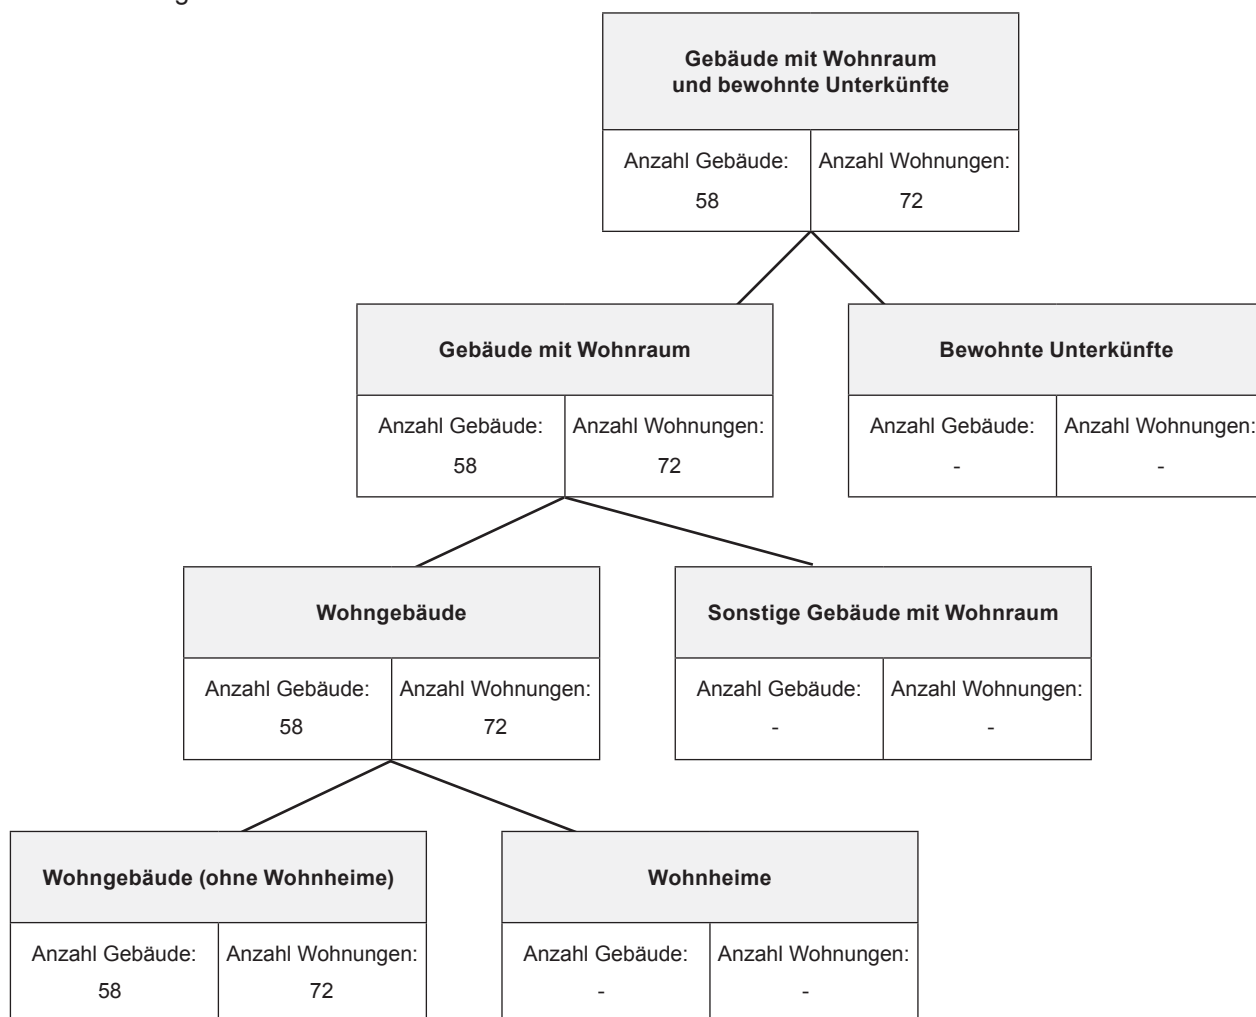 Gebäude mit Wohnraum
und bewohnte Unterkünfte
Anzahl Gebäude: Anzahl Wohnungen:
58 72
Gebäude mit Wohnraum Bewohnte Unterkünfte
Anzahl Gebäude: Anzahl Wohnungen: Anzahl Gebäude: Anzahl Wohnungen:
58 72 - -
Wohngebäude Sonstige Gebäude mit Wohnraum
Anzahl Gebäude: Anzahl Wohnungen: Anzahl Gebäude: Anzahl Wohnungen:
58 72 - -
Wohngebäude (ohne Wohnheime) Wohnheime
Anzahl Gebäude: Anzahl Wohnungen: Anzahl Gebäude: Anzahl Wohnungen:
58 72 - -